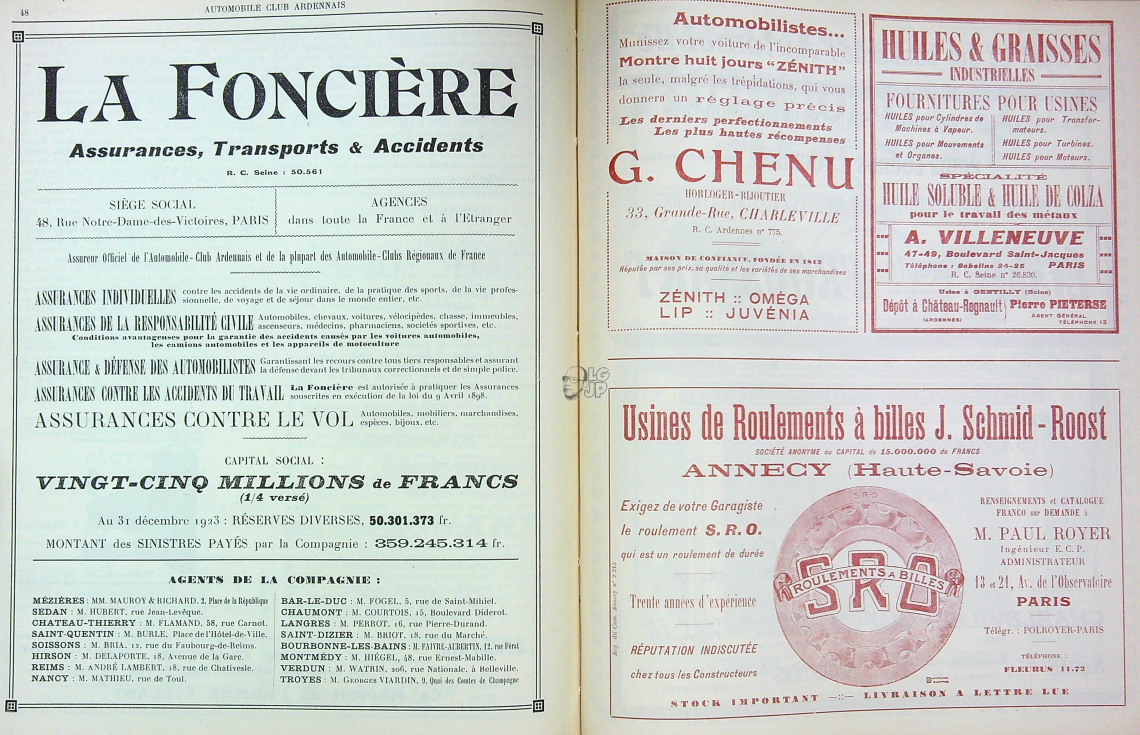 48
AUTOMOBILE CLUB ARDENNAIS
LA FONCIÈRE
Assurances, Transports & Accidents
R. C. Seine : 50.561
SIÈGE SOCIAL
48, Rue Notre-Dame-des-Victoires, PARIS
AGENCES
dans toute la France et à l'Etranger
Assureur Officiel de l'Automobile-Club Ardennais et de la plupart des Automobile-Clubs Régionaux de France
ASSURANCES INDIVIDUELLES contre les accidents de la vie ordinaire, de la pratique des sports, de la vie profes-
sionnelle, de voyage et de séjour dans le monde entier, etc.
ASSURANCES DE LA RESPONSABILITÉ CIVILE Automobiles, chevaux, voitures, vélocipèdes, chasse, immeubles,
ascenseurs, médecins, pharmaciens, sociétés sportives, etc.
Conditions avantageuses pour la garantie des accidents causés par les voitures automobiles,
les camions automobiles et les appareils de motoculture
ASSURANCE & DÉFENSE DES AUTOMOBILISTES Garantissant les recours contre tous tiers responsables et assurant
la défense devant les tribunaux correctionnels et de simple police.
ASSURANCES CONTRE LES ACCIDENTS DU TRAVAIL La Foncière est autorisée à pratiquer les Assurances
souscrites en exécution de la loi du 9 Avril 1898.
ASSURANCES CONTRE LE VOL Automobiles, mobiliers, marchandises,
espèces, bijoux, etc.
CAPITAL SOCIAL :
VINGT-CINQ MILLIONS de FRANCS
(1/4 versé)
Au 31 décembre 1923 : RÉSERVES DIVERSES, 50.301.373 fr.
MONTANT des SINISTRES PAYÉS par la Compagnie : 359.245.314 fr.
AGENTS DE LA COMPAGNIE :
MÉZIÈRES : MM. MAUROY & RICHARD. 2, Place de la République
SEDAN : M. HUBERT, rue Jean-Levêque.
CHATEAU-THIERRY : M. FLAMAND, 58, rue Carnot.
SAINT-QUENTIN : M. BURLE, Place de l'Hôtel-de-Ville.
SOISSONS : M. BRIA, 12, rue du Faubourg-de-Reims.
HIRSON : M. DELAPORTE, 18, Avenue de la Gare.
REIMS : M. ANDRÉ LAMBERT, 18, rue de Chativesle.
NANCY : M. MATHIEU, rue de Toul.
BAR-LE-DUC : M. FOGEL, 5, rue de Saint-Mihiel.
CHAUMONT : M. COURTOIS, 15, Boulevard Diderot.
LANGRES : M. PERROT, 16, rue Pierre-Durand.
SAINT-DIZIER : M. BRIOT, 18, rue du Marché.
BOURBONNE-LES-BAINS : M. FAIVRE-AUBERTIN, 12, rue Férat
MONTMÉDY : M. HIÉGEL, 48, rue Ernest-Mabille.
VERDUN : M. WATRIN, 206, rue Nationale, à Belleville.
TROYES : M. GEORGES VIARDIN, 9, Quai des Comtes de Champagne
Automobilistes...
Munissez votre voiture de l'incomparable
Montre huit jours "ZÉNITH"
la seule, malgré les trépidations, qui vous
donnera un réglage précis
Les derniers perfectionnements
Les plus hautes récompenses
G. CHENU
HORLOGER-BIJOUTIER
33, Grande-Rue, CHARLEVILLE
R. C. Ardennes n° 775.
MAISON DE CONFIANCE, FONDÉE EN 1843
Réputée par ses prix, sa qualité et les variétés de ses marchandises
ZÉNITH :: OMÉGA
LIP :: JUVÉNIA
HUILES & GRAISSES
INDUSTRIELLES
FOURNITURES POUR USINES
HUILES pour Cylindres de
Machines à Vapeur.
HUILES pour Mouvements
et Organes.
HUILES pour Transfor-
mateurs.
HUILES pour Turbines.
HUILES pour Moteurs.
SPÉCIALITÉ
HUILE SOLUBLE & HUILE DE COLZA
pour le travail des métaux
A. VILLENEUVE
47-49, Boulevard Saint-Jacques
Téléphone : Gobelins 24-25 PARIS
R. C. Seine n° 26.830.
Usine à GENTILLY (Seine)
Dépôt à Château-Regnault
(ARDENNES)
Pierre PIETERSE
AGENT GÉNÉRAL
TÉLÉPHONE 13
LG
JP
Usines de Roulements à billes J. Schmid-Roost
SOCIÉTÉ ANONYME au CAPITAL de 15.000.000 de FRANCS
ANNECY (Haute-Savoie)
Exigez de votre Garagiste
le roulement S. R. O.
qui est un roulement de durée
Trente années d'expérience
RÉPUTATION INDISCUTÉE
chez tous les Constructeurs
Reg. du Com. Annecy n° 2.219
SRO
SRO
ROULEMENTS A BILLES
RENSEIGNEMENTS et CATALOGUE
FRANCO sur DEMANDE à
M. PAUL ROYER
Ingénieur E. C. P.
ADMINISTRATEUR
13 et 21, Av. de l'Observatoire
PARIS
Télégr. : POLROYER-PARIS
TÉLÉPHONE :
FLEURUS 11.72
STOCK IMPORTANT -::- LIVRAISON A LETTRE LUE